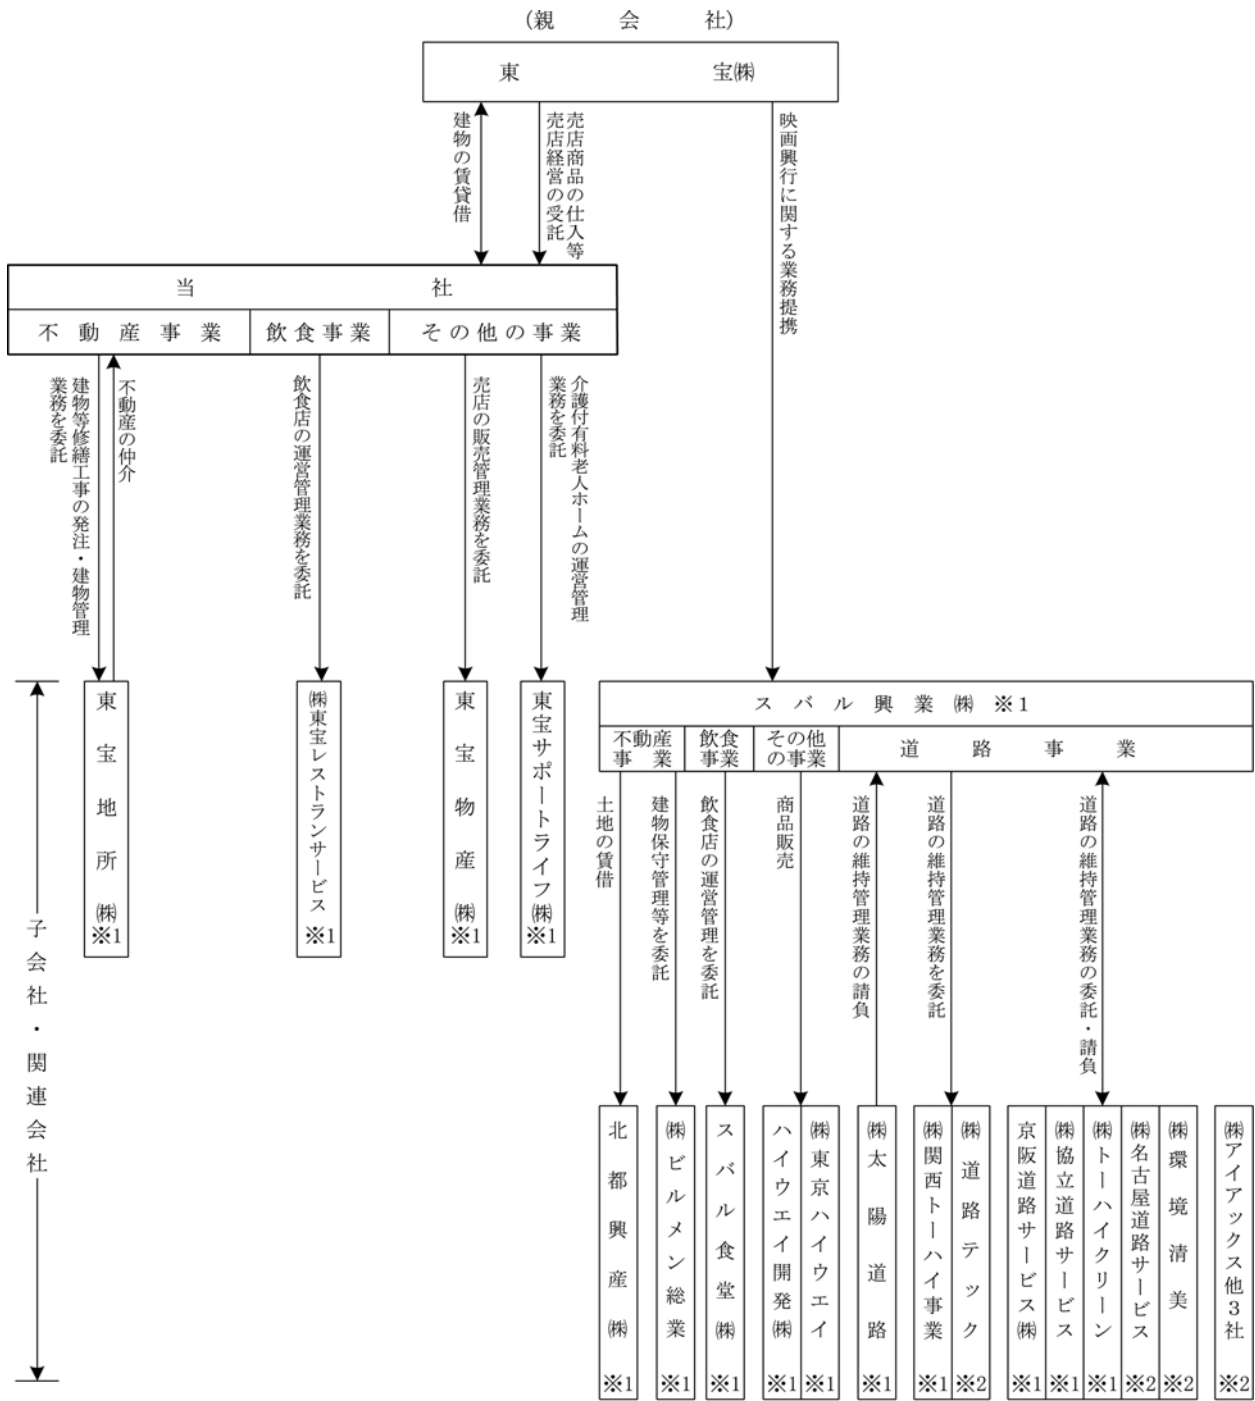 (親会社)
東宝㈱
建物の賃貸借
売店商品の仕入等
売店経営の受託
映画興行に関する業務提携
当社
不動産事業
飲食事業
その他の事業
建物等修繕工事の発注・建物管理
業務を委託
不動産の仲介
飲食店の運営管理業務を委託
売店の販売管理業務を委託
介護付有料老人ホームの運営管理
業務を委託
子会社・関連会社
東宝地所㈱※1
㈱東宝レストランサービス※1
東宝物産㈱※1
東宝サポートライフ㈱※1
スバル興業㈱※1
不動産
事業
飲食
事業
その他
の事業
道路事業
土地の賃借
建物保守管理等を委託
飲食店の運営管理を委託
商品販売
道路の維持管理業務の請負
道路の維持管理業務を委託
道路の維持管理業務の委託・請負
北都興産㈱※1
㈱ビルメン総業※1
スバル食堂㈱※1
ハイウエイ開発㈱※1
㈱東京ハイウエイ※1
㈱太陽道路※1
㈱関西トーハイ事業※1
㈱道路テック※2
京阪道路サービス㈱※1
㈱協立道路サービス※1
㈱トーハイクリーン※1
㈱名古屋道路サービス※2
㈱環境清美※2
㈱アイアックス他3社※2